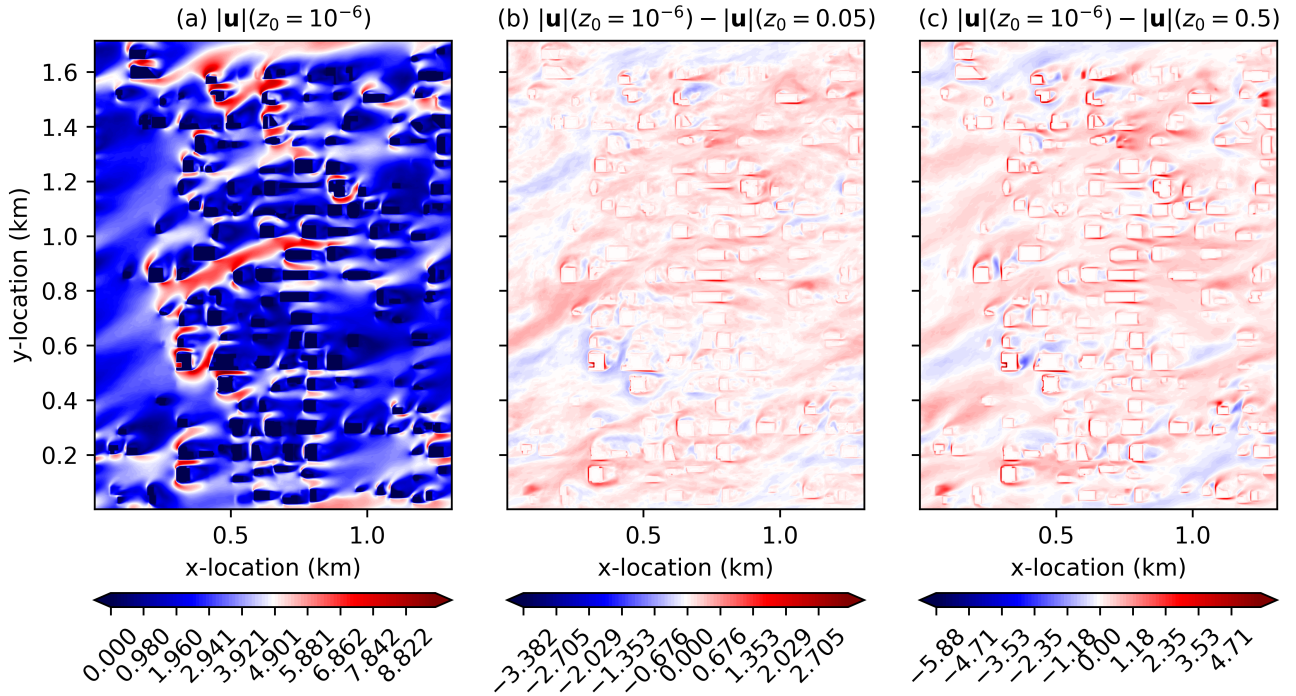 (a) |u|(z₀ = 10⁻⁶)
(b) |u|(z₀ = 10⁻⁶) − |u|(z₀ = 0.05)
(c) |u|(z₀ = 10⁻⁶) − |u|(z₀ = 0.5)
y-location (km)
1.6
1.4
1.2
1.0
0.8
0.6
0.4
0.2
0.5 1.0
0.5 1.0
0.5 1.0
x-location (km)
x-location (km)
x-location (km)
0.000 0.980 1.960 2.941 3.921 4.901 5.881 6.862 7.842 8.822
−3.382 −2.705 −2.029 −1.353 −0.676 −0.000 0.676 1.353 2.029 2.705
−5.88 −4.71 −3.53 −2.35 −1.18 −0.00 1.18 2.35 3.53 4.71